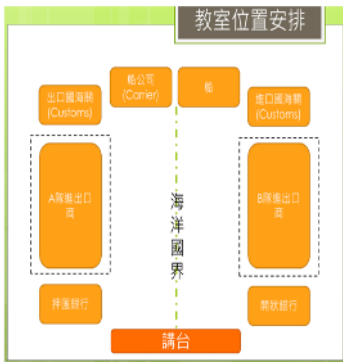 教室位置安排
船公司
(Carrier)
船
出口國海關
(Customs)
進口國海關
(Customs)
A隊進出口
商
海洋國界
B隊進出口
商
押匯銀行
開狀銀行
講台